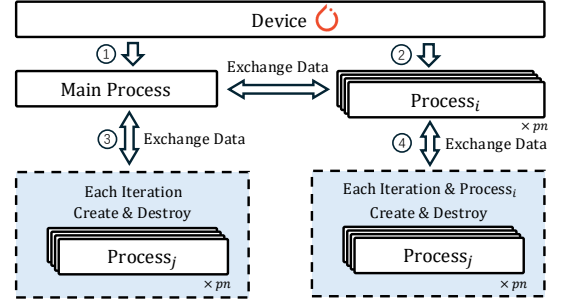 Device
①
②
Exchange Data
Main Process
Processᵢ
× pn
③ Exchange Data
④ Exchange Data
Each Iteration
Create & Destroy
Processⱼ
× pn
Each Iteration & Processᵢ
Create & Destroy
Processⱼ
× pn